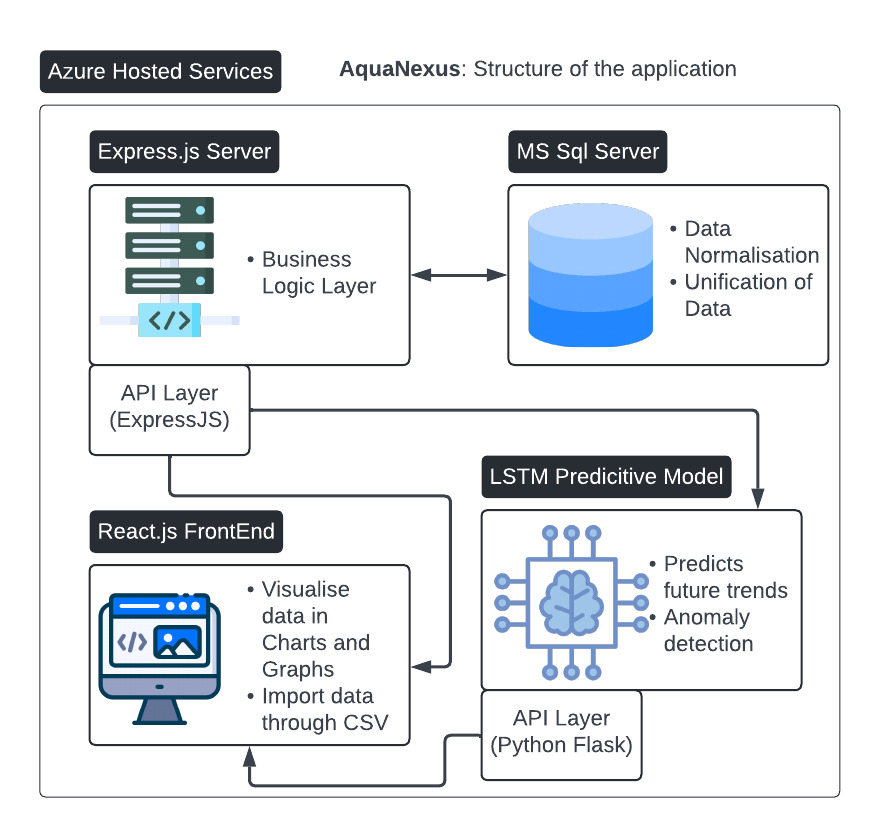 Azure Hosted Services
AquaNexus: Structure of the application
Express.js Server
MS Sql Server
• Business
Logic Layer
</>
• Data
Normalisation
• Unification of
Data
API Layer
(ExpressJS)
LSTM Predicitive Model
React.js FrontEnd
• Predicts
future trends
• Anomaly
detection
</>
• Visualise
data in
Charts and
Graphs
• Import data
through CSV
API Layer
(Python Flask)